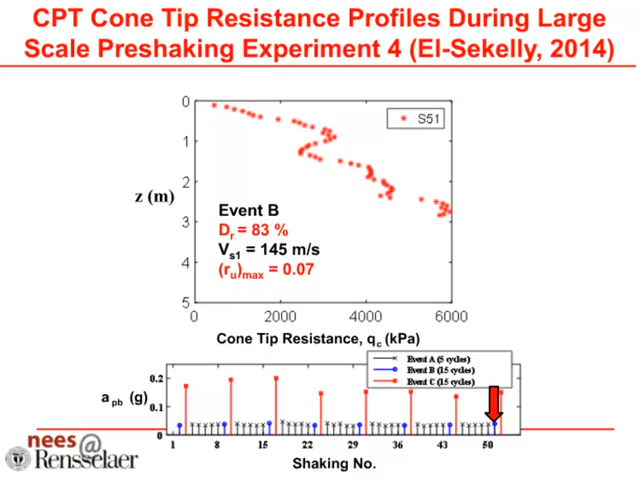 CPT Cone Tip Resistance Profiles During Large
Scale Preshaking Experiment 4 (El-Sekelly, 2014)
0
1
2
3
4
5
z (m)
S51
Event B
Dr = 83 %
Vs1 = 145 m/s
(ru)max = 0.07
0 2000 4000 6000
Cone Tip Resistance, qc (kPa)
Event A (5 cycles)
Event B (15 cycles)
Event C (15 cycles)
0.2
0.1
0
a pb (g)
1 8 15 22 29 36 43 50
Shaking No.
nees@
Rensselaer